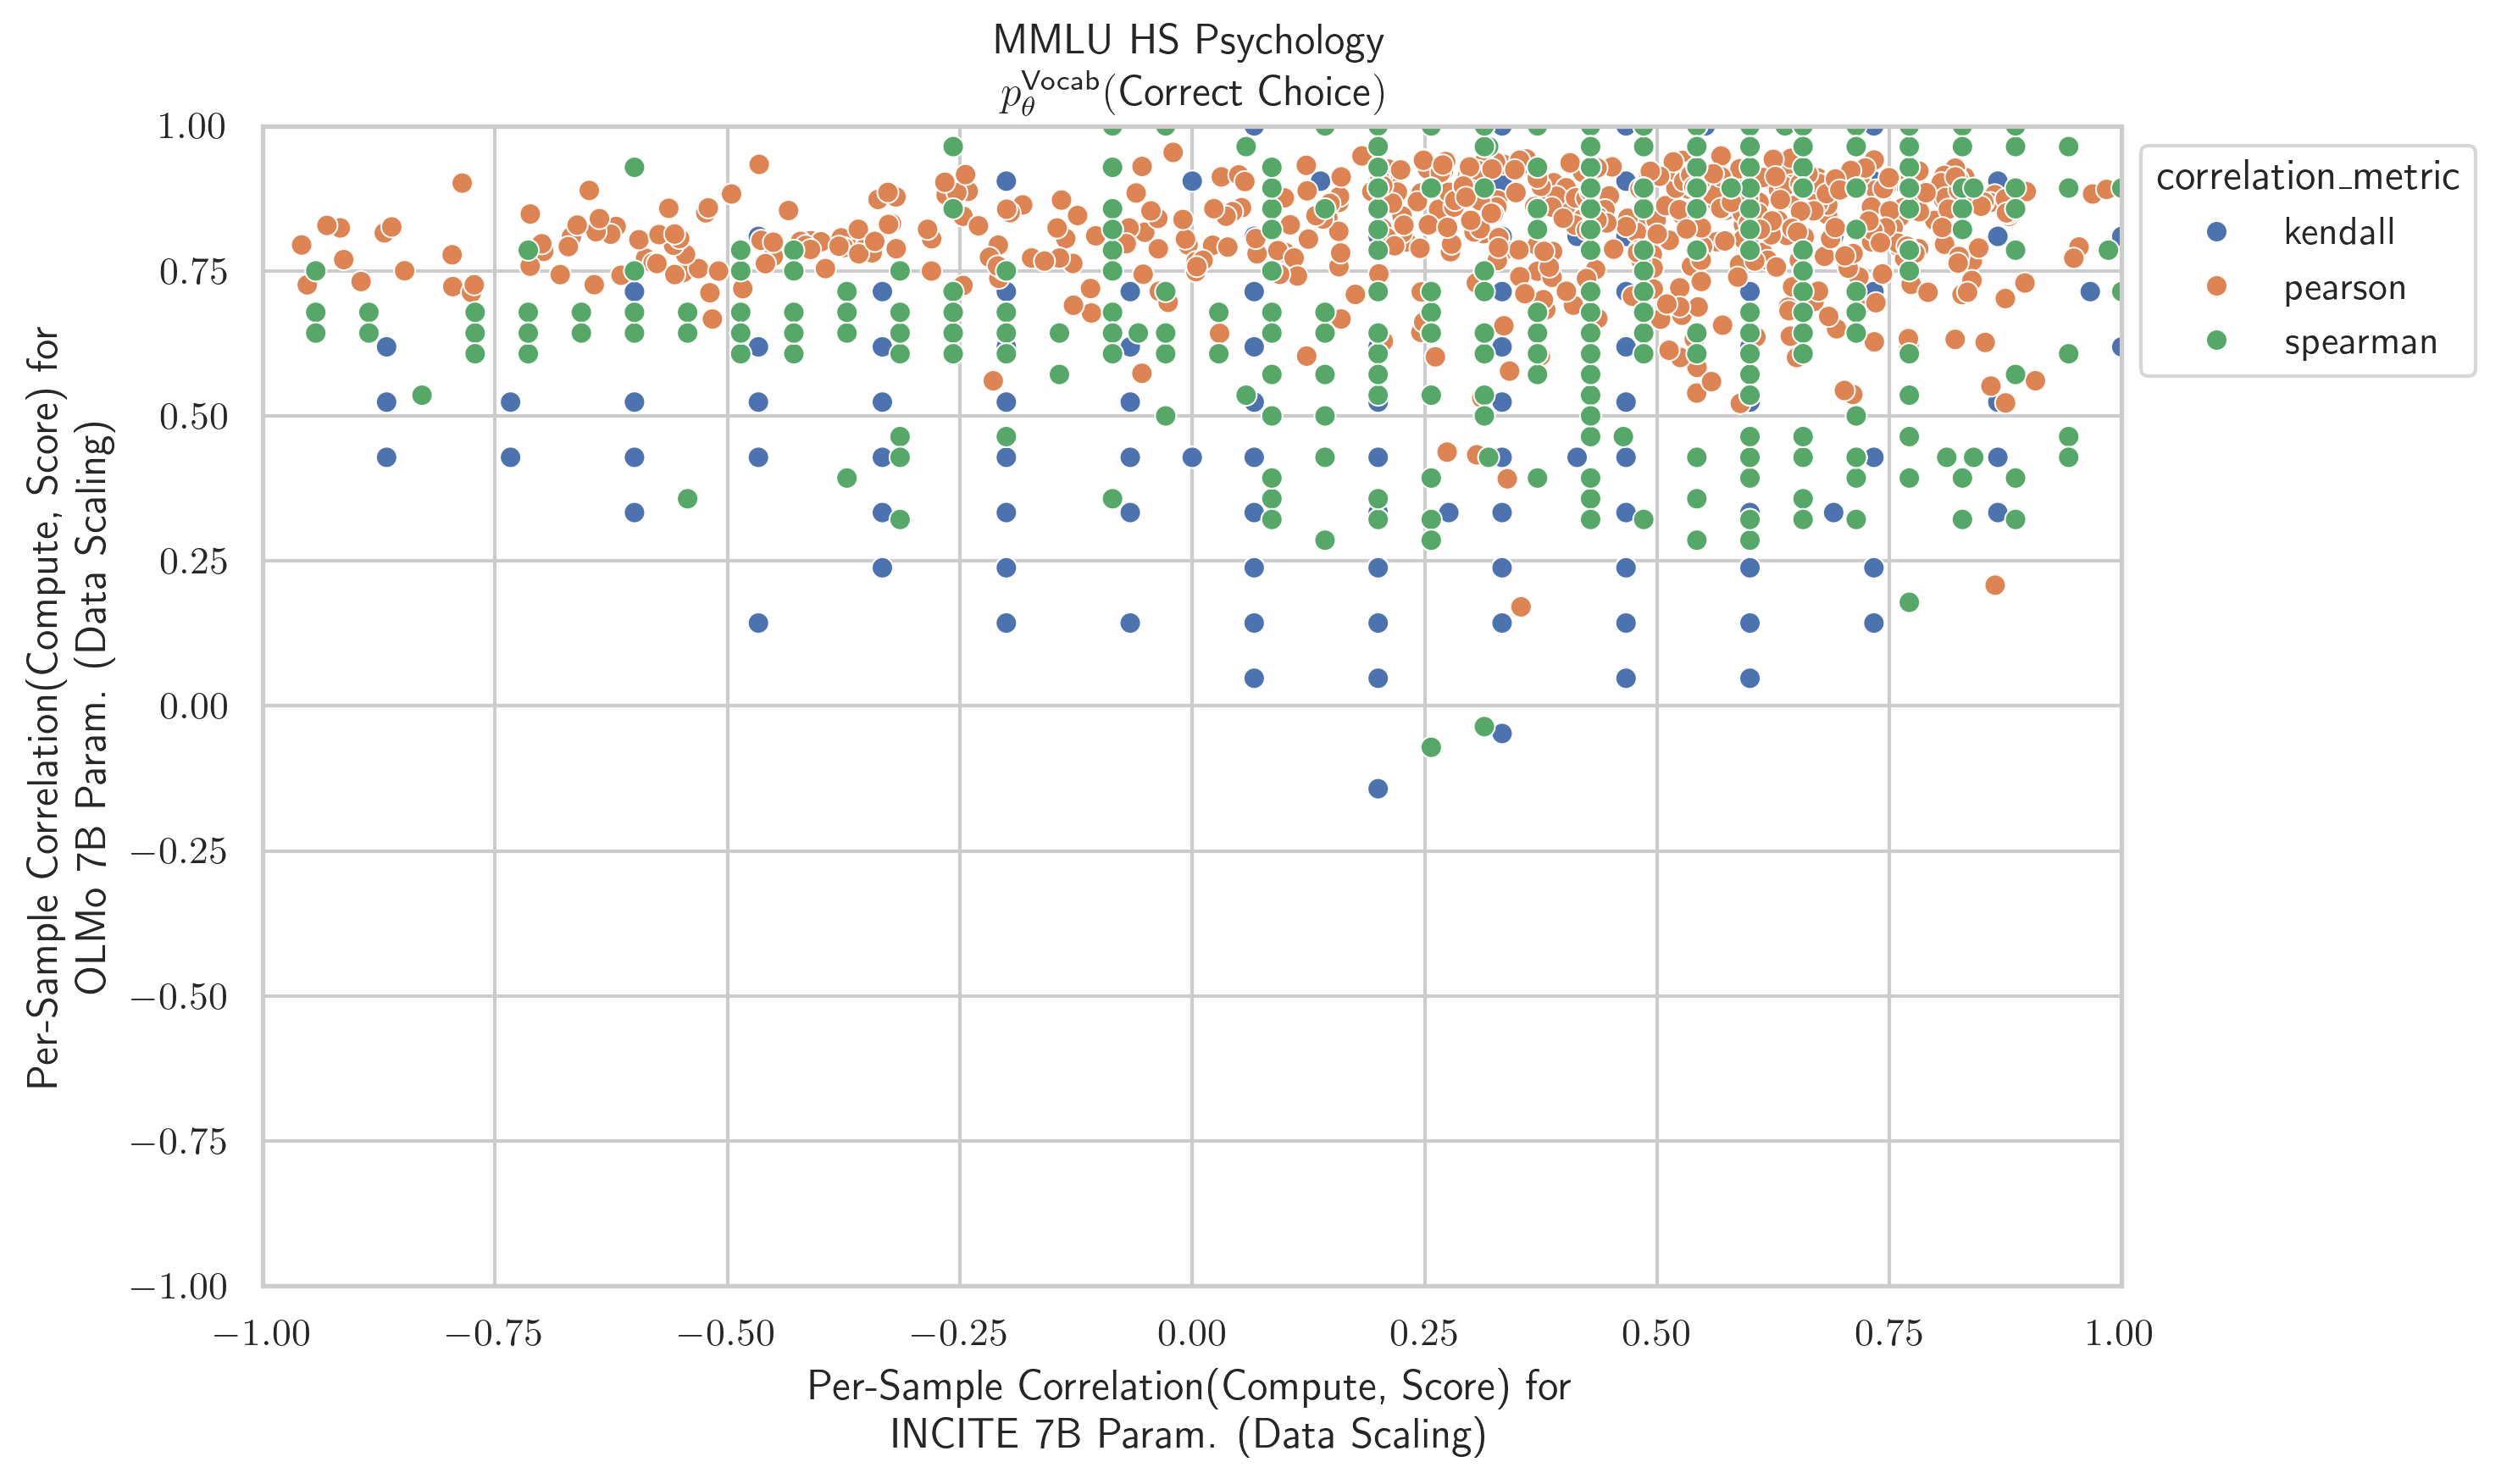 MMLU HS Psychology
p_θ^Vocab(Correct Choice)
Per-Sample Correlation(Compute, Score) for
OLMo 7B Param. (Data Scaling)
1.00
0.75
0.50
0.25
0.00
−0.25
−0.50
−0.75
−1.00
−1.00
−0.75
−0.50
−0.25
0.00
0.25
0.50
0.75
1.00
Per-Sample Correlation(Compute, Score) for
INCITE 7B Param. (Data Scaling)
correlation_metric
kendall
pearson
spearman